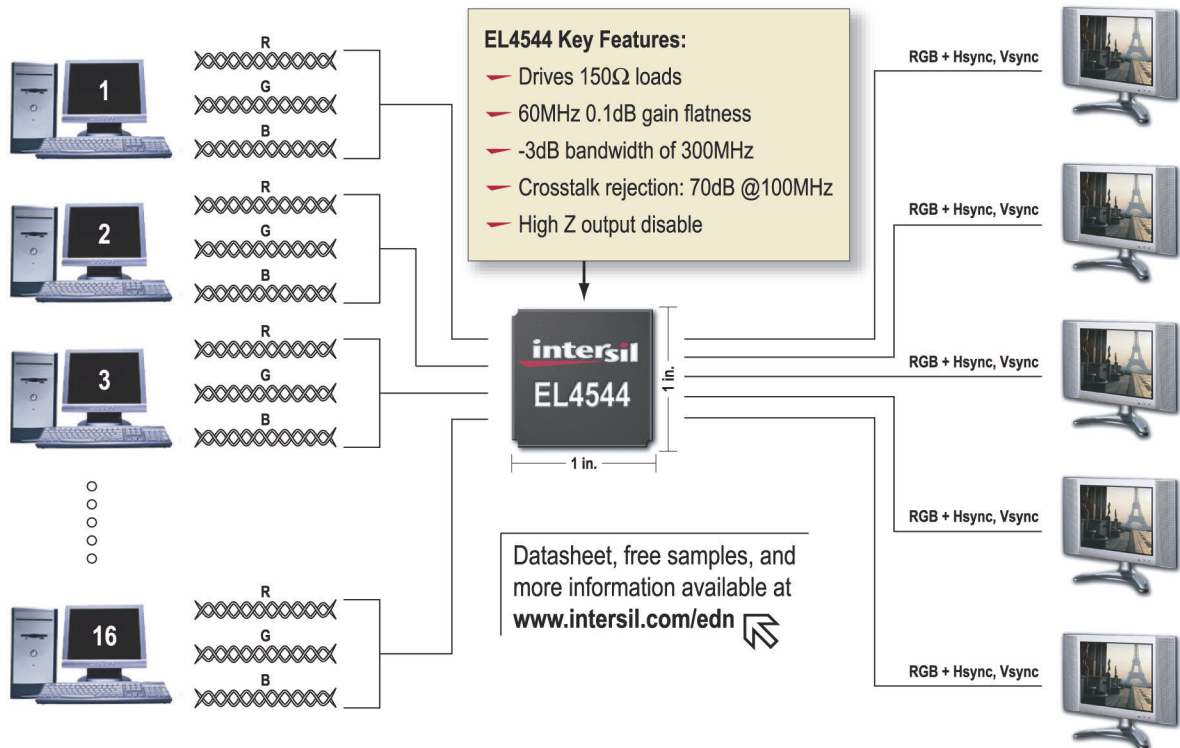 EL4544 Key Features:
Drives 150Ω loads
60MHz 0.1dB gain flatness
-3dB bandwidth of 300MHz
Crosstalk rejection: 70dB @100MHz
High Z output disable
1
R
G
B
2
R
G
B
3
R
G
B
16
R
G
B
intersil
EL4544
1 in.
1 in.
RGB + Hsync, Vsync
RGB + Hsync, Vsync
RGB + Hsync, Vsync
RGB + Hsync, Vsync
RGB + Hsync, Vsync
Datasheet, free samples, and
more information available at
www.intersil.com/edn